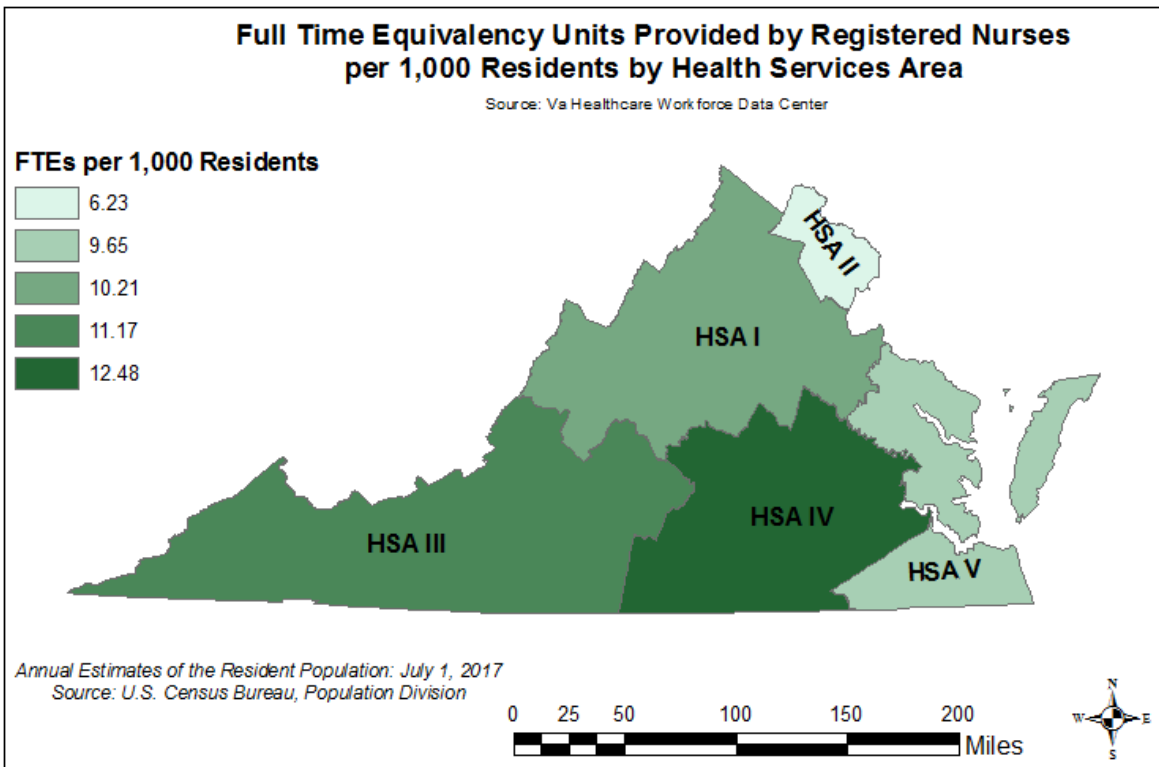 Full Time Equivalency Units Provided by Registered Nurses
per 1,000 Residents by Health Services Area
Source: Va Healthcare Workforce Data Center
FTEs per 1,000 Residents
6.23
9.65
10.21
11.17
12.48
HSA II
HSA I
HSA IV
HSA III
HSA V
Annual Estimates of the Resident Population: July 1, 2017
Source: U.S. Census Bureau, Population Division
0 25 50 100 150 200
Miles
N
W E
S